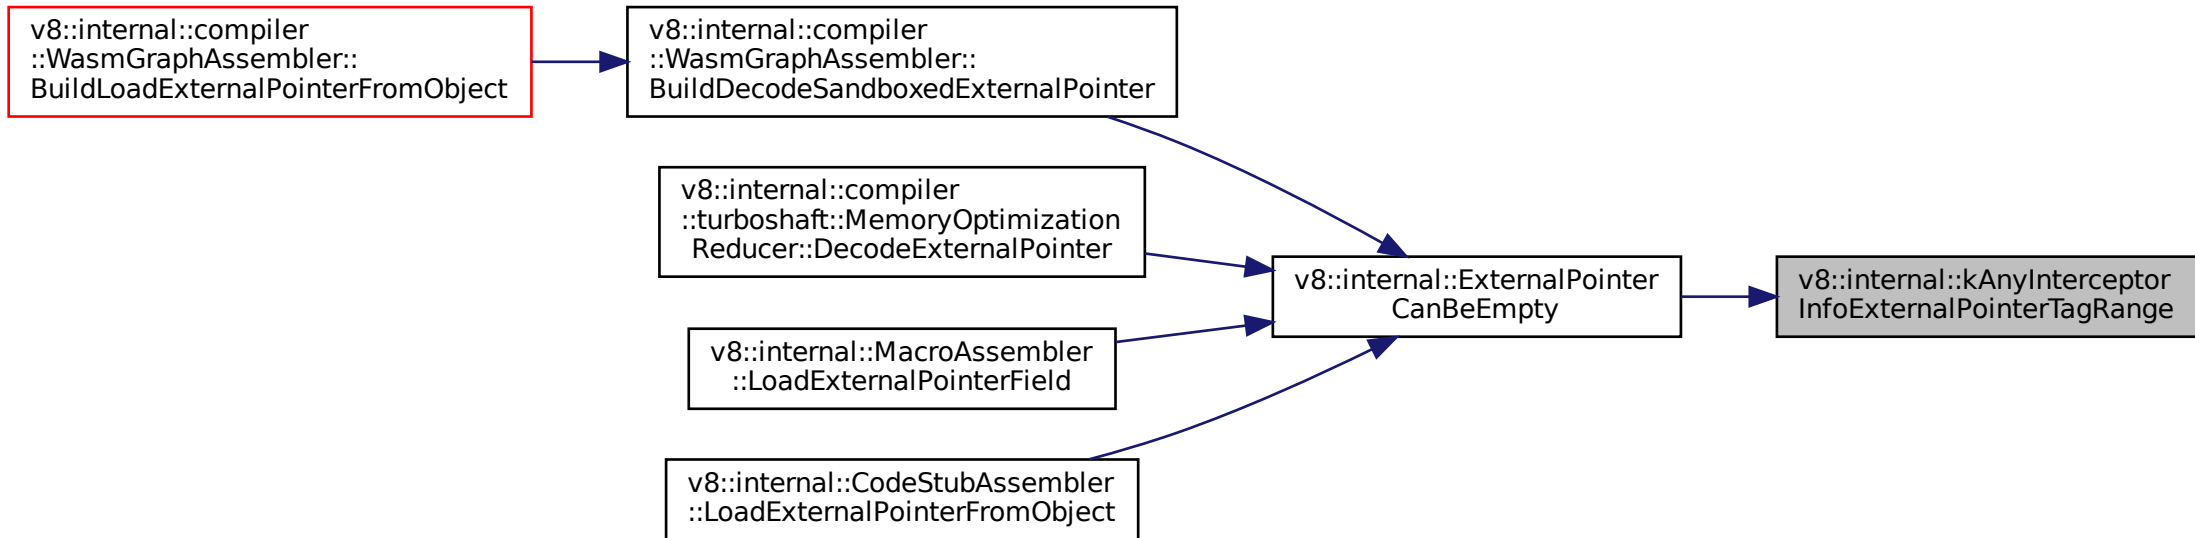 v8::internal::compiler
::WasmGraphAssembler::
BuildLoadExternalPointerFromObject
v8::internal::compiler
::WasmGraphAssembler::
BuildDecodeSandboxedExternalPointer
v8::internal::compiler
::turboshaft::MemoryOptimization
Reducer::DecodeExternalPointer
v8::internal::MacroAssembler
::LoadExternalPointerField
v8::internal::CodeStubAssembler
::LoadExternalPointerFromObject
v8::internal::ExternalPointer
CanBeEmpty
v8::internal::kAnyInterceptor
InfoExternalPointerTagRange